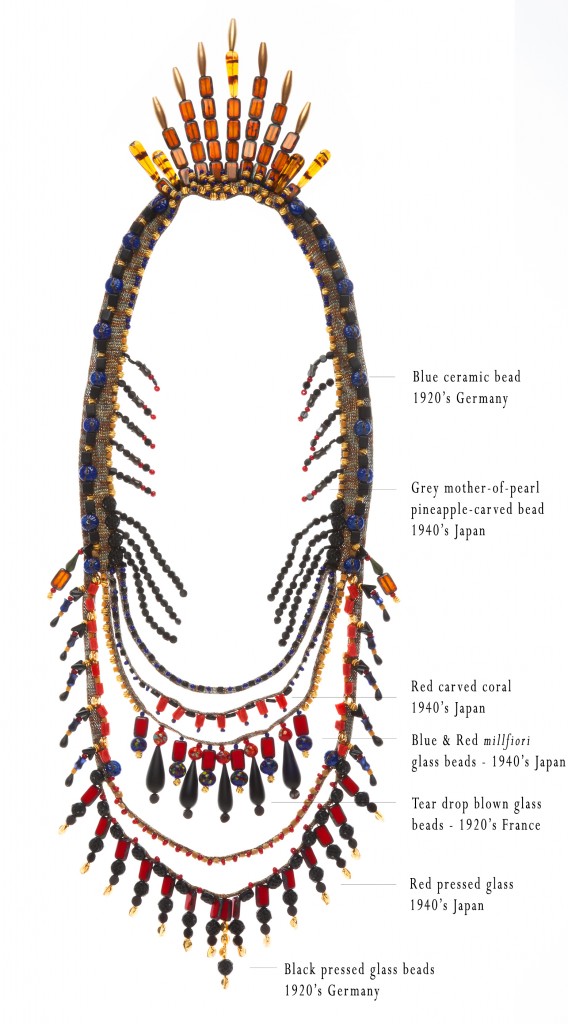 Blue ceramic bead
1920's Germany
Grey mother-of-pearl
pineapple-carved bead
1940's Japan
Red carved coral
1940's Japan
Blue & Red millfiori
glass beads - 1940's Japan
Tear drop blown glass
beads - 1920's France
Red pressed glass
1940's Japan
Black pressed glass beads
1920's Germany